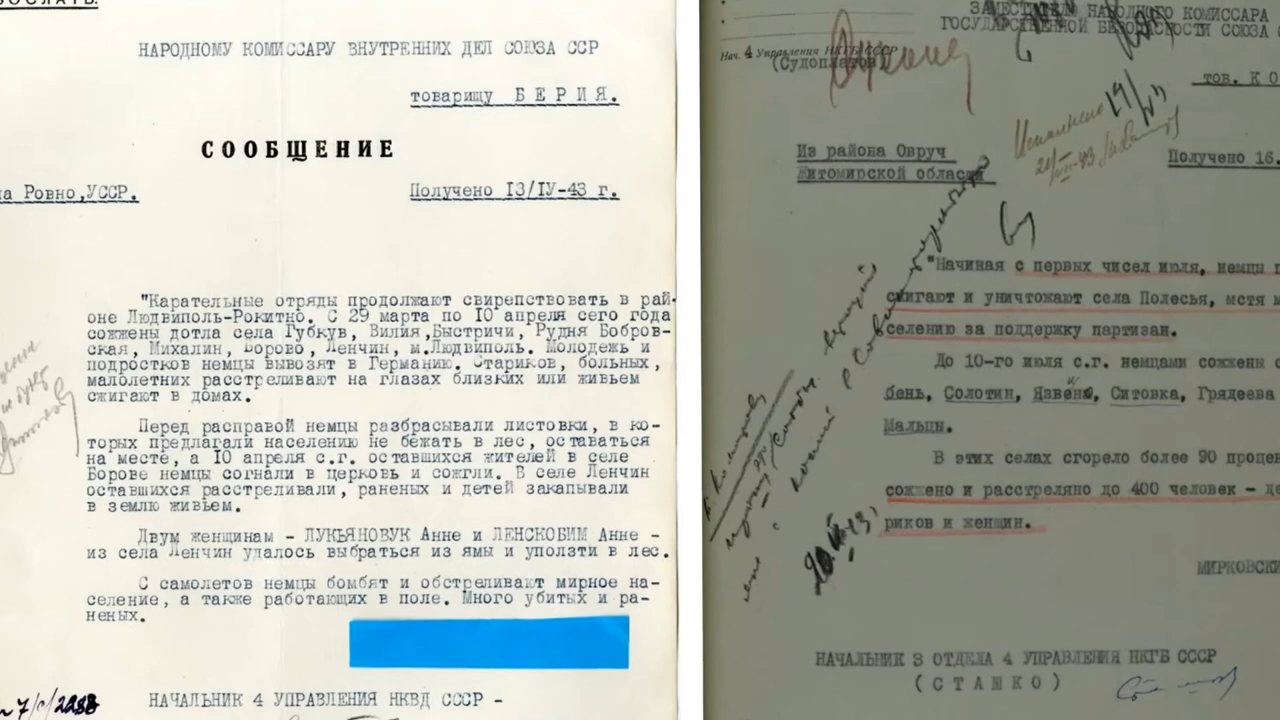 НАРОДНОМУ КОМИССАРУ ВНУТРЕННИХ ДЕЛ СОЮЗА ССР
товарищу Б Е Р И Я.
СООБЩЕНИЕ
на Ровно,УССР.
Получено 13/IУ-43 г.
"Карательные отряды продолжают свирепствовать в рай-
оне Людвиполь-Рокитно. С 29 марта по 10 апреля сего года
сожжены дотла села Губкув, Вилия,Быстричи, Рудня Бобров-
ская, Михалин, Борово, Ленчин, м.Людвиполь. Молодежь и
подростков немцы вывозят в Германию. Стариков, больных,
малолетних расстреливают на глазах близких или живьем
сжигают в домах.
Перед расправой немцы разбрасывали листовки, в ко-
торых предлагали населению не бежать в лес, оставаться
на месте, а 10 апреля с.г. оставшихся жителей в селе
Борове немцы согнали в церковь и сожгли. В селе Ленчин
оставшихся расстреливали, раненых и детей закапывали
в землю живьем.
Двум женщинам - ЛУКЬЯНОВУК Анне и ЛЕНСКОВИМ Анне -
из села Ленчин удалось выбраться из ямы и уползти в лес.
С самолетов немцы бомбят и обстреливают мирное на-
селение, а также работающих в поле. Много убитых и ра-
неных.
НАЧАЛЬНИК 4 УПРАВЛЕНИЯ НКВД СССР -
ЗАМЕСТИТЕЛЮ НАРОДНОГО КОМИССАРА
ГОСУДАРСТВЕННОЙ БЕЗОПАСНОСТИ СОЮЗА С
Нач. 4 Управления НКГБ СССР
(Судоплатов)
тов. К О
Из района Овруч
Житомирской области
Получено 16.
"Начиная с первых чисел июля, немцы п
сжигают и уничтожают села Полесья, мстя
селению за поддержку партизан.
До 10-го июля с.г. немцами сожжены с
бень, Солотин, Язвено, Ситовка, Грядеева
Мальцы.
В этих селах сгорело более 90 процен
сожжено и расстреляно до 400 человек - де
риков и женщин.
МИРКОВСКИ
НАЧАЛЬНИК 3 ОТДЕЛА 4 УПРАВЛЕНИЯ НКГБ СССР
( С Т А Ш К О )